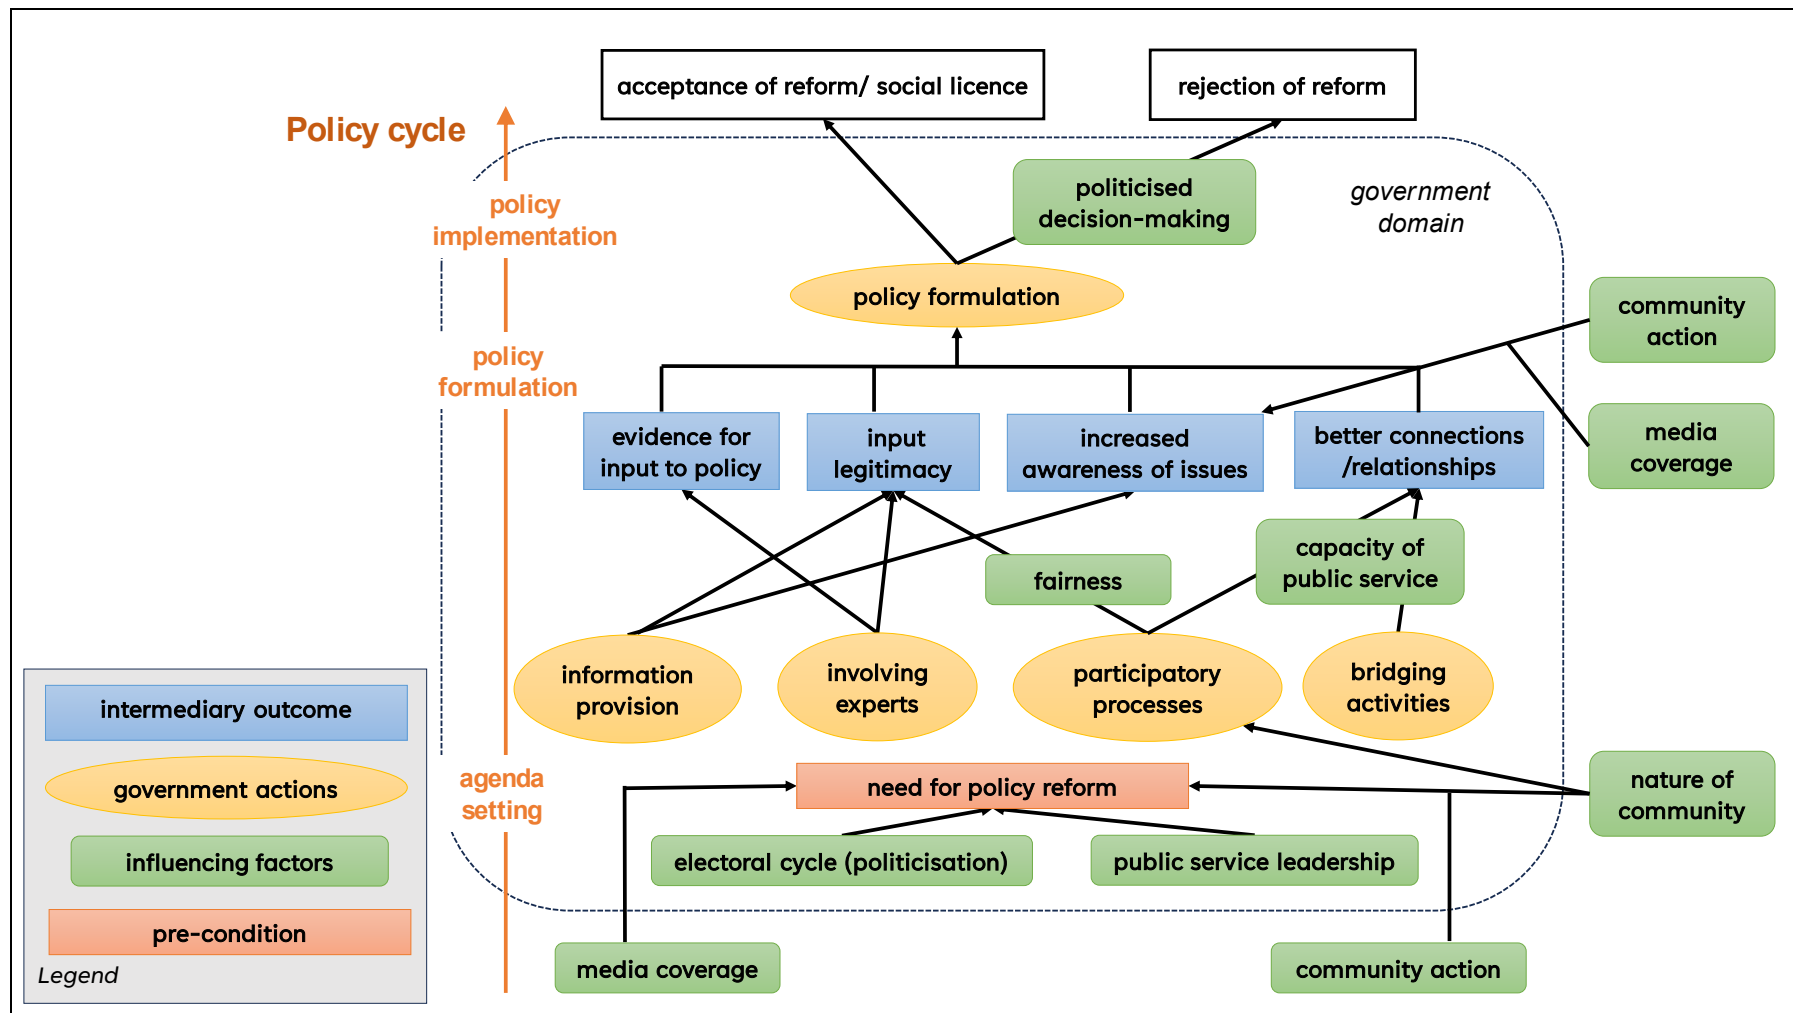 acceptance of reform/ social licence
rejection of reform
Policy cycle
politicised
decision-making
government
domain
policy
implementation
policy formulation
community
action
policy
formulation
evidence for
input to policy
input
legitimacy
increased
awareness of issues
better connections
/relationships
media
coverage
capacity of
public service
fairness
information
provision
involving
experts
participatory
processes
bridging
activities
agenda
setting
need for policy reform
nature of
community
electoral cycle (politicisation)
public service leadership
media coverage
community action
intermediary outcome
government actions
influencing factors
pre-condition
Legend